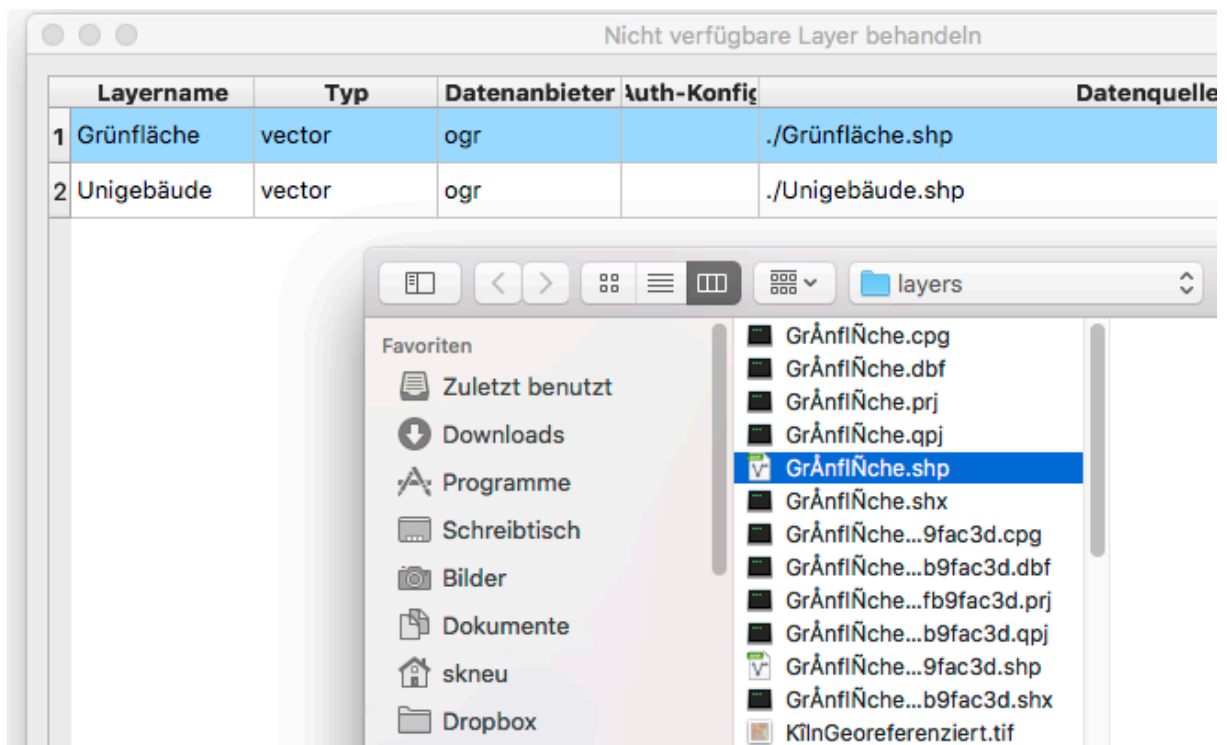 Nicht verfügbare Layer behandeln
Layername Typ Datenanbieter Auth-Konfig Datenquelle
1 Grünfläche vector ogr ./Grünfläche.shp
2 Unigebäude vector ogr ./Unigebäude.shp
layers
Favoriten
Zuletzt benutzt
Downloads
Programme
Schreibtisch
Bilder
Dokumente
skneu
Dropbox
GrÅnflÑche.cpg
GrÅnflÑche.dbf
GrÅnflÑche.prj
GrÅnflÑche.qpj
GrÅnflÑche.shp
GrÅnflÑche.shx
GrÅnflÑche...9fac3d.cpg
GrÅnflÑche...b9fac3d.dbf
GrÅnflÑche...fb9fac3d.prj
GrÅnflÑche...b9fac3d.qpj
GrÅnflÑche...9fac3d.shp
GrÅnflÑche...b9fac3d.shx
KîlnGeoreferenziert.tif